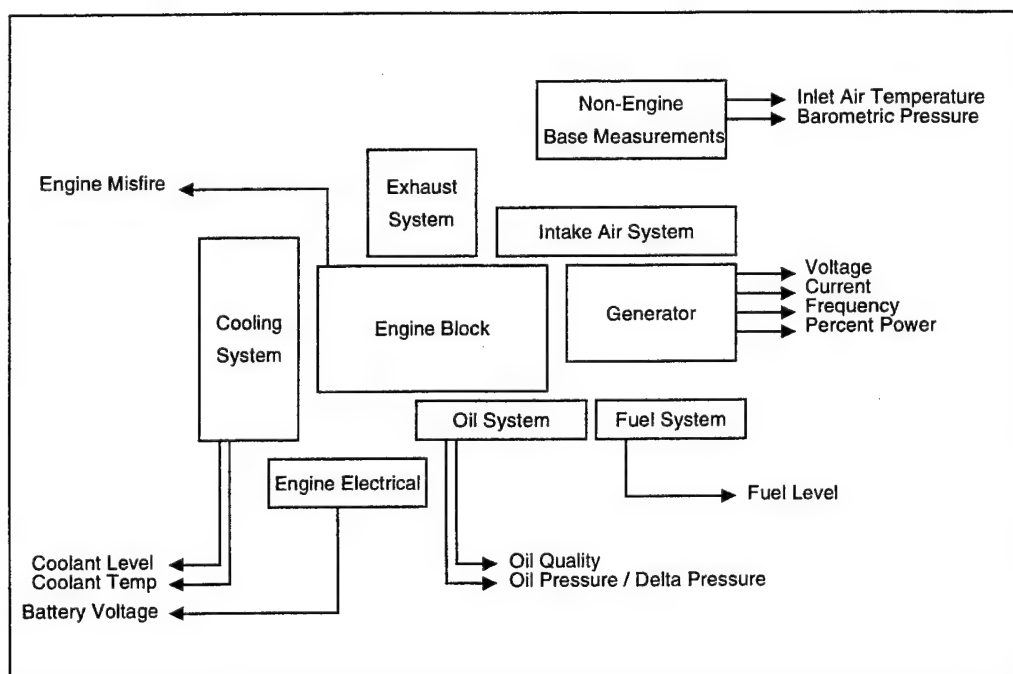 Non-Engine
Base Measurements
Inlet Air Temperature
Barometric Pressure
Engine Misfire
Exhaust
System
Intake Air System
Cooling
System
Engine Block
Generator
Voltage
Current
Frequency
Percent Power
Oil System
Fuel System
Engine Electrical
Fuel Level
Coolant Level
Coolant Temp
Battery Voltage
Oil Quality
Oil Pressure / Delta Pressure